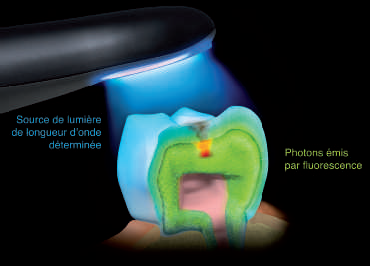 Source de lumière
de longueur d'onde
déterminée
Photons émis
par fluorescence